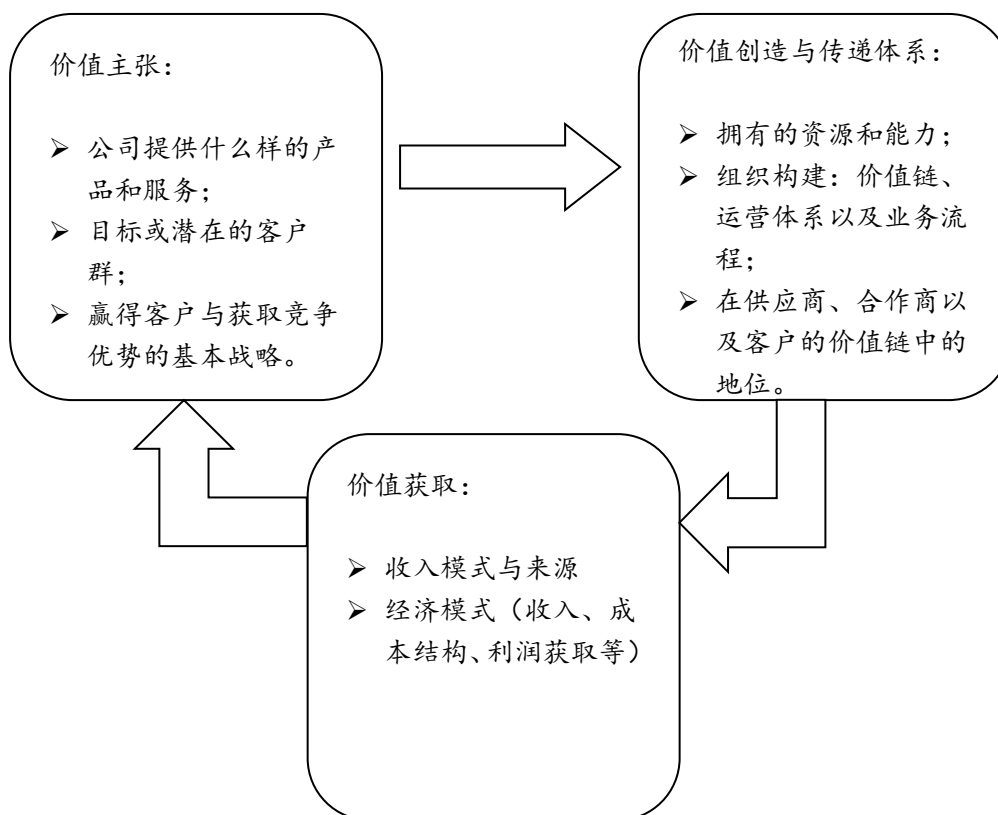 价值主张：
➢ 公司提供什么样的产
品和服务；
➢ 目标或潜在的客户
群；
➢ 赢得客户与获取竞争
优势的基本战略。
价值创造与传递体系：
➢ 拥有的资源和能力；
➢ 组织构建：价值链、
运营体系以及业务流
程；
➢ 在供应商、合作商以
及客户的价值链中的
地位。
价值获取：
➢ 收入模式与来源
➢ 经济模式（收入、成
本结构、利润获取等）